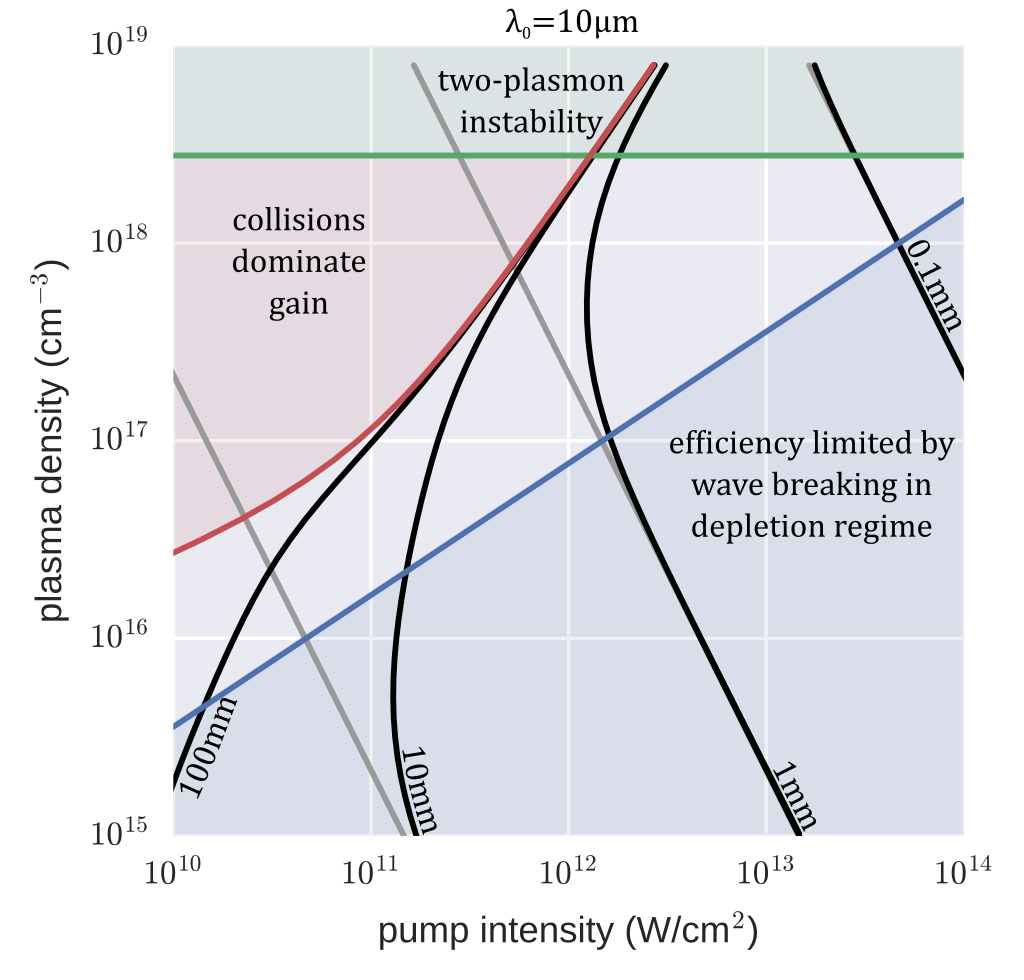 λ₀=10μm
10¹⁹
two-plasmon
instability
collisions
dominate
gain
10¹⁸
0.1mm
plasma density (cm⁻³)
10¹⁷
efficiency limited by
wave breaking in
depletion regime
10¹⁶
100mm
10mm
1mm
10¹⁵
10¹⁰ 10¹¹ 10¹² 10¹³ 10¹⁴
pump intensity (W/cm²)